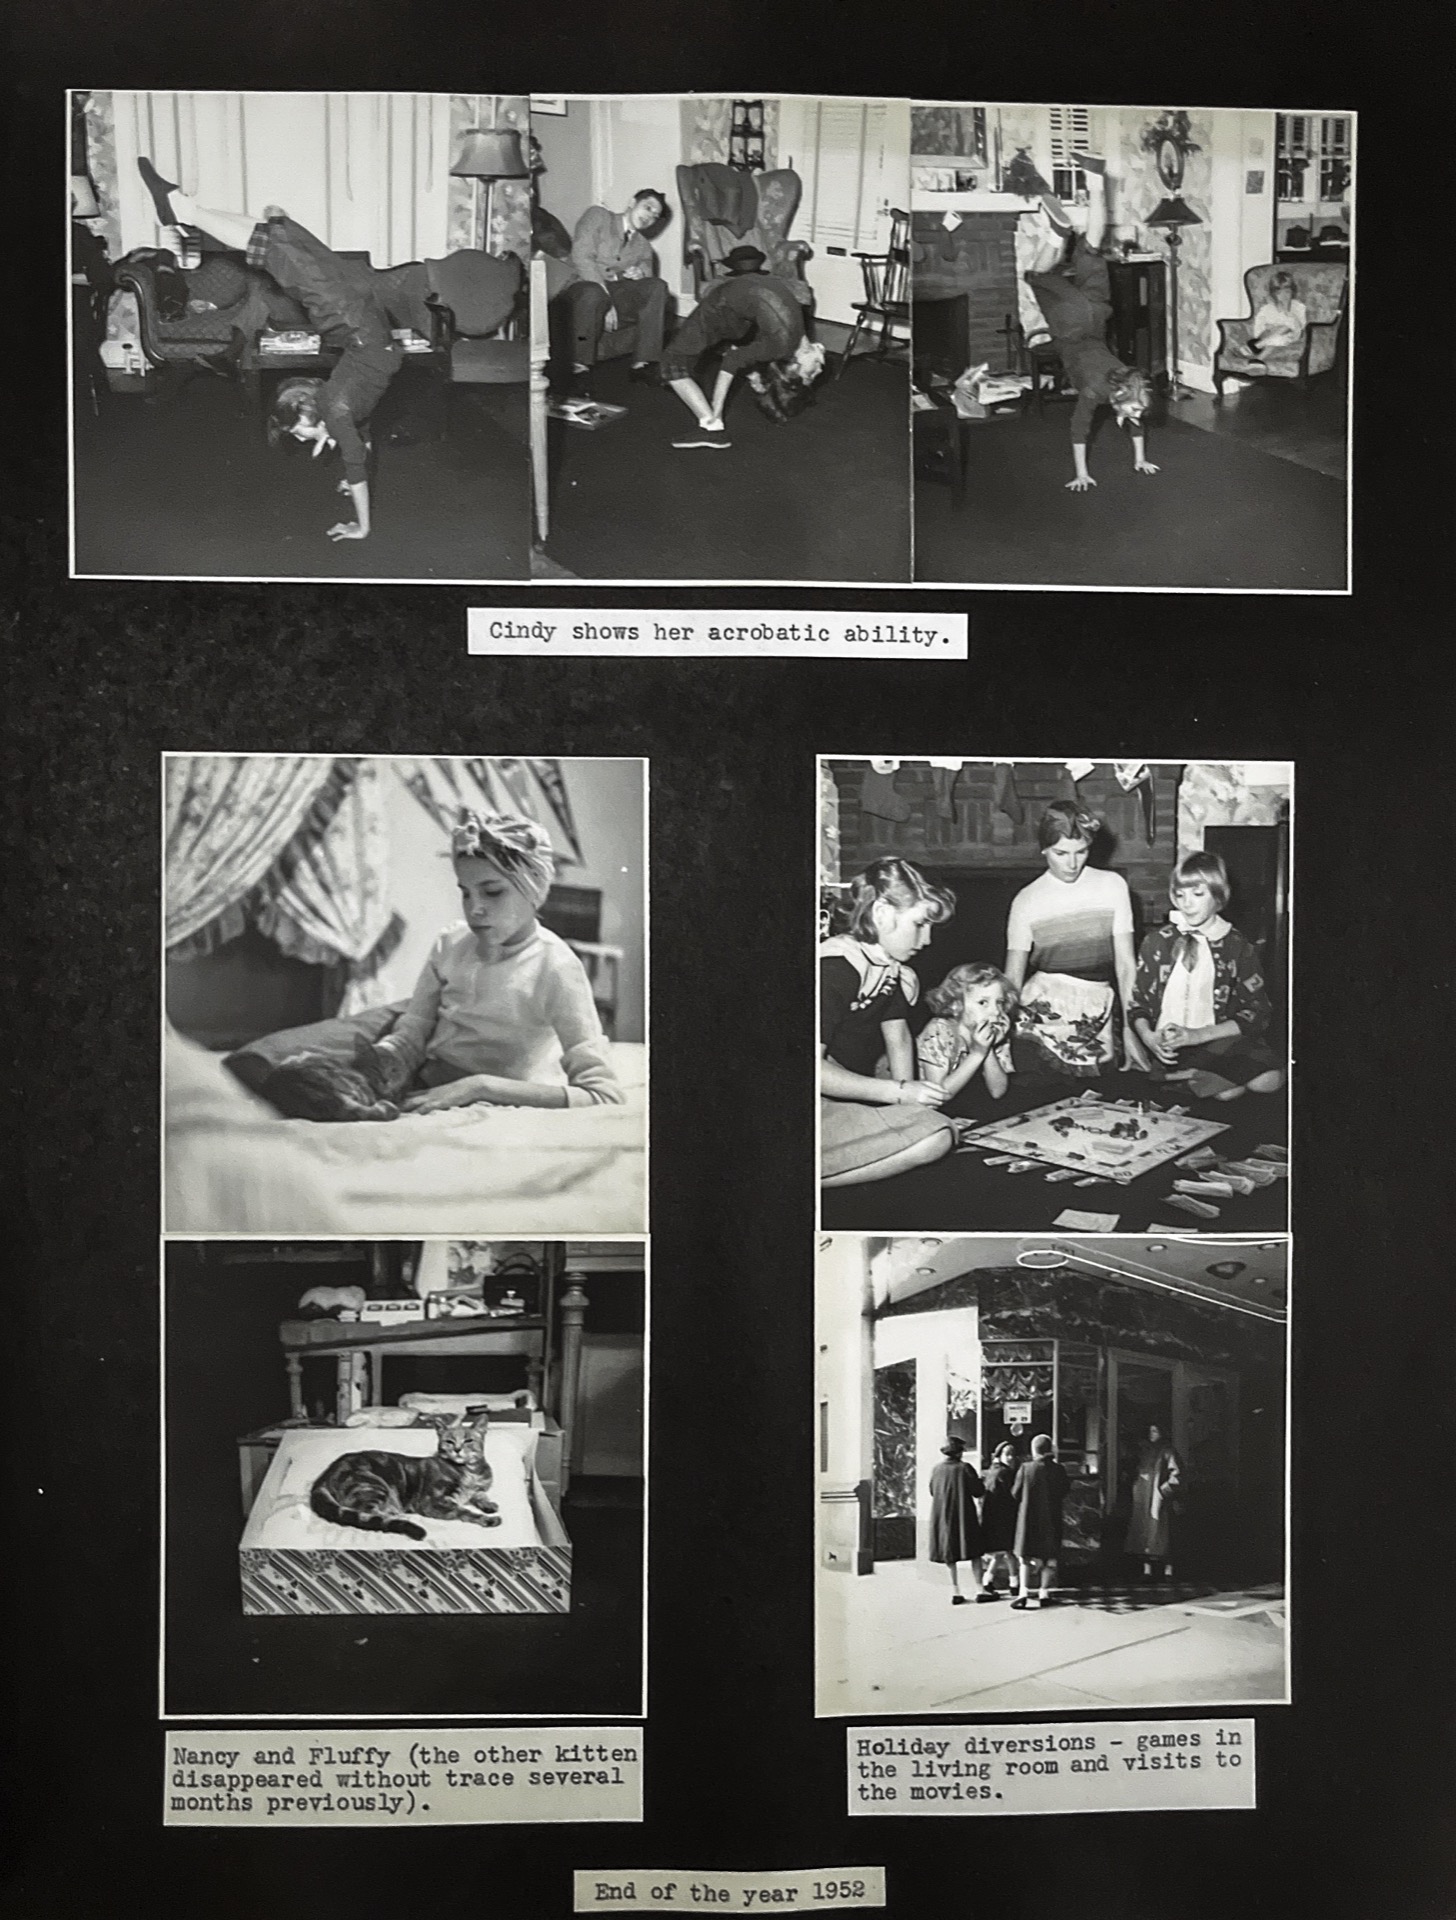 Cindy shows her acrobatic ability.
Nancy and Fluffy (the other kitten
disappeared without trace several
months previously).
Holiday diversions - games in
the living room and visits to
the movies.
End of the year 1952